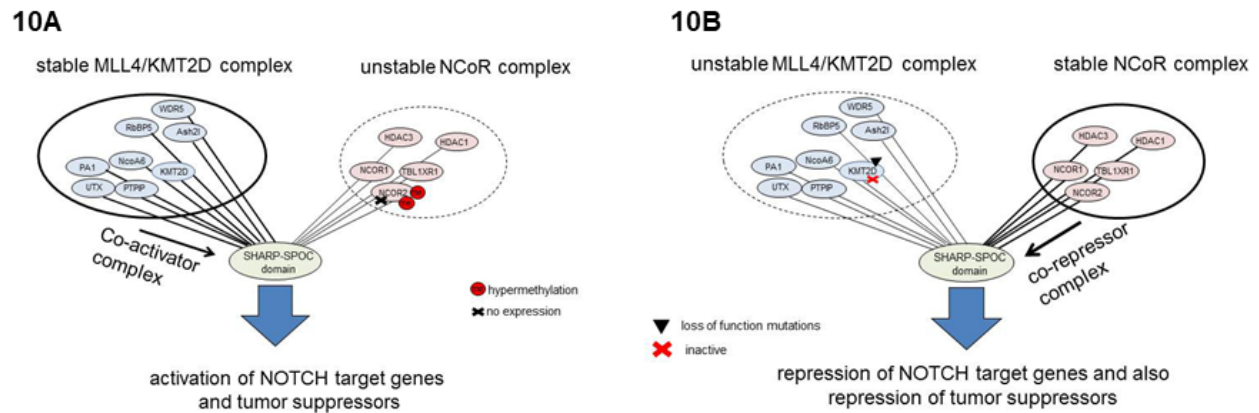 10A
stable MLL4/KMT2D complex
unstable NCoR complex
WDR5
RbBP5
Ash2l
PA1
NcoA6
KMT2D
UTX
PTPIP
HDAC3
HDAC1
NCOR1
TBL1XR1
NCOR2
Co-activator
complex
SHARP-SPOC
domain
hypermethylation
no expression
activation of NOTCH target genes
and tumor suppressors
10B
unstable MLL4/KMT2D complex
stable NCoR complex
WDR5
RbBP5
Ash2l
PA1
NcoA6
KMT2D
UTX
PTPIP
HDAC3
HDAC1
NCOR1
TBL1XR1
NCOR2
SHARP-SPOC
domain
co-repressor
complex
loss of function mutations
inactive
repression of NOTCH target genes and also
repression of tumor suppressors